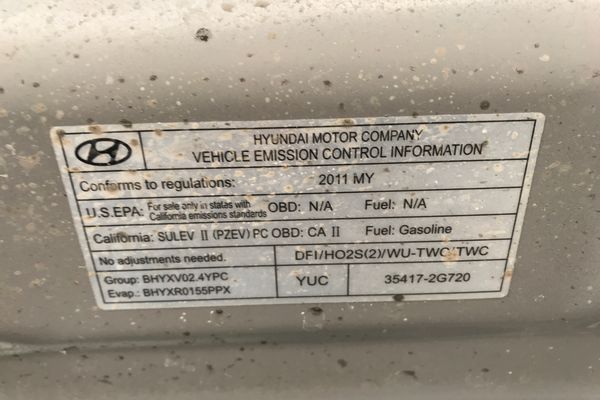 HYUNDAI MOTOR COMPANY
VEHICLE EMISSION CONTROL INFORMATION
Conforms to regulations: 2011 MY
U.S.EPA: For sale only in states with California emissions standards OBD: N/A Fuel: N/A
California: SULEV II (PZEV) PC OBD: CA II Fuel: Gasoline
No adjustments needed. DFI/HO2S(2)/WU-TWC/TWC
Group: BHYXV02.4YPC
Evap.: BHYXR0155PPX
YUC 35417-2G720